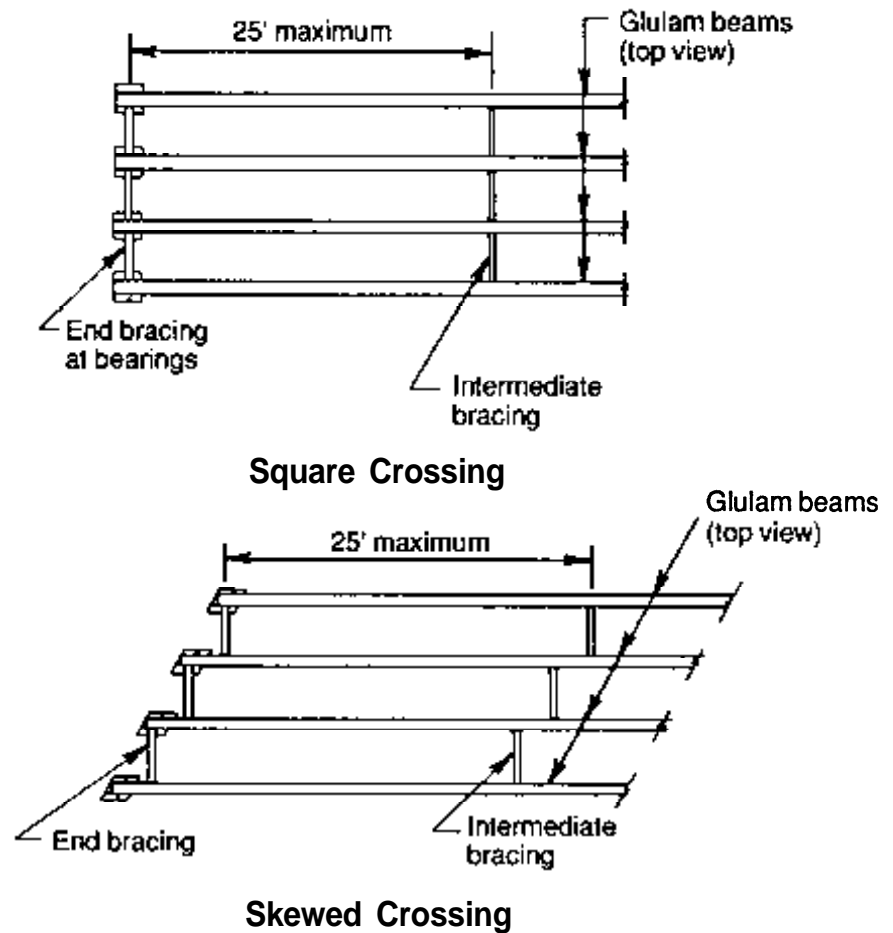 25' maximum
Glulam beams
(top view)
End bracing
at bearings
Intermediate
bracing
Square Crossing
Glulam beams
(top view)
25' maximum
End bracing
Intermediate
bracing
Skewed Crossing